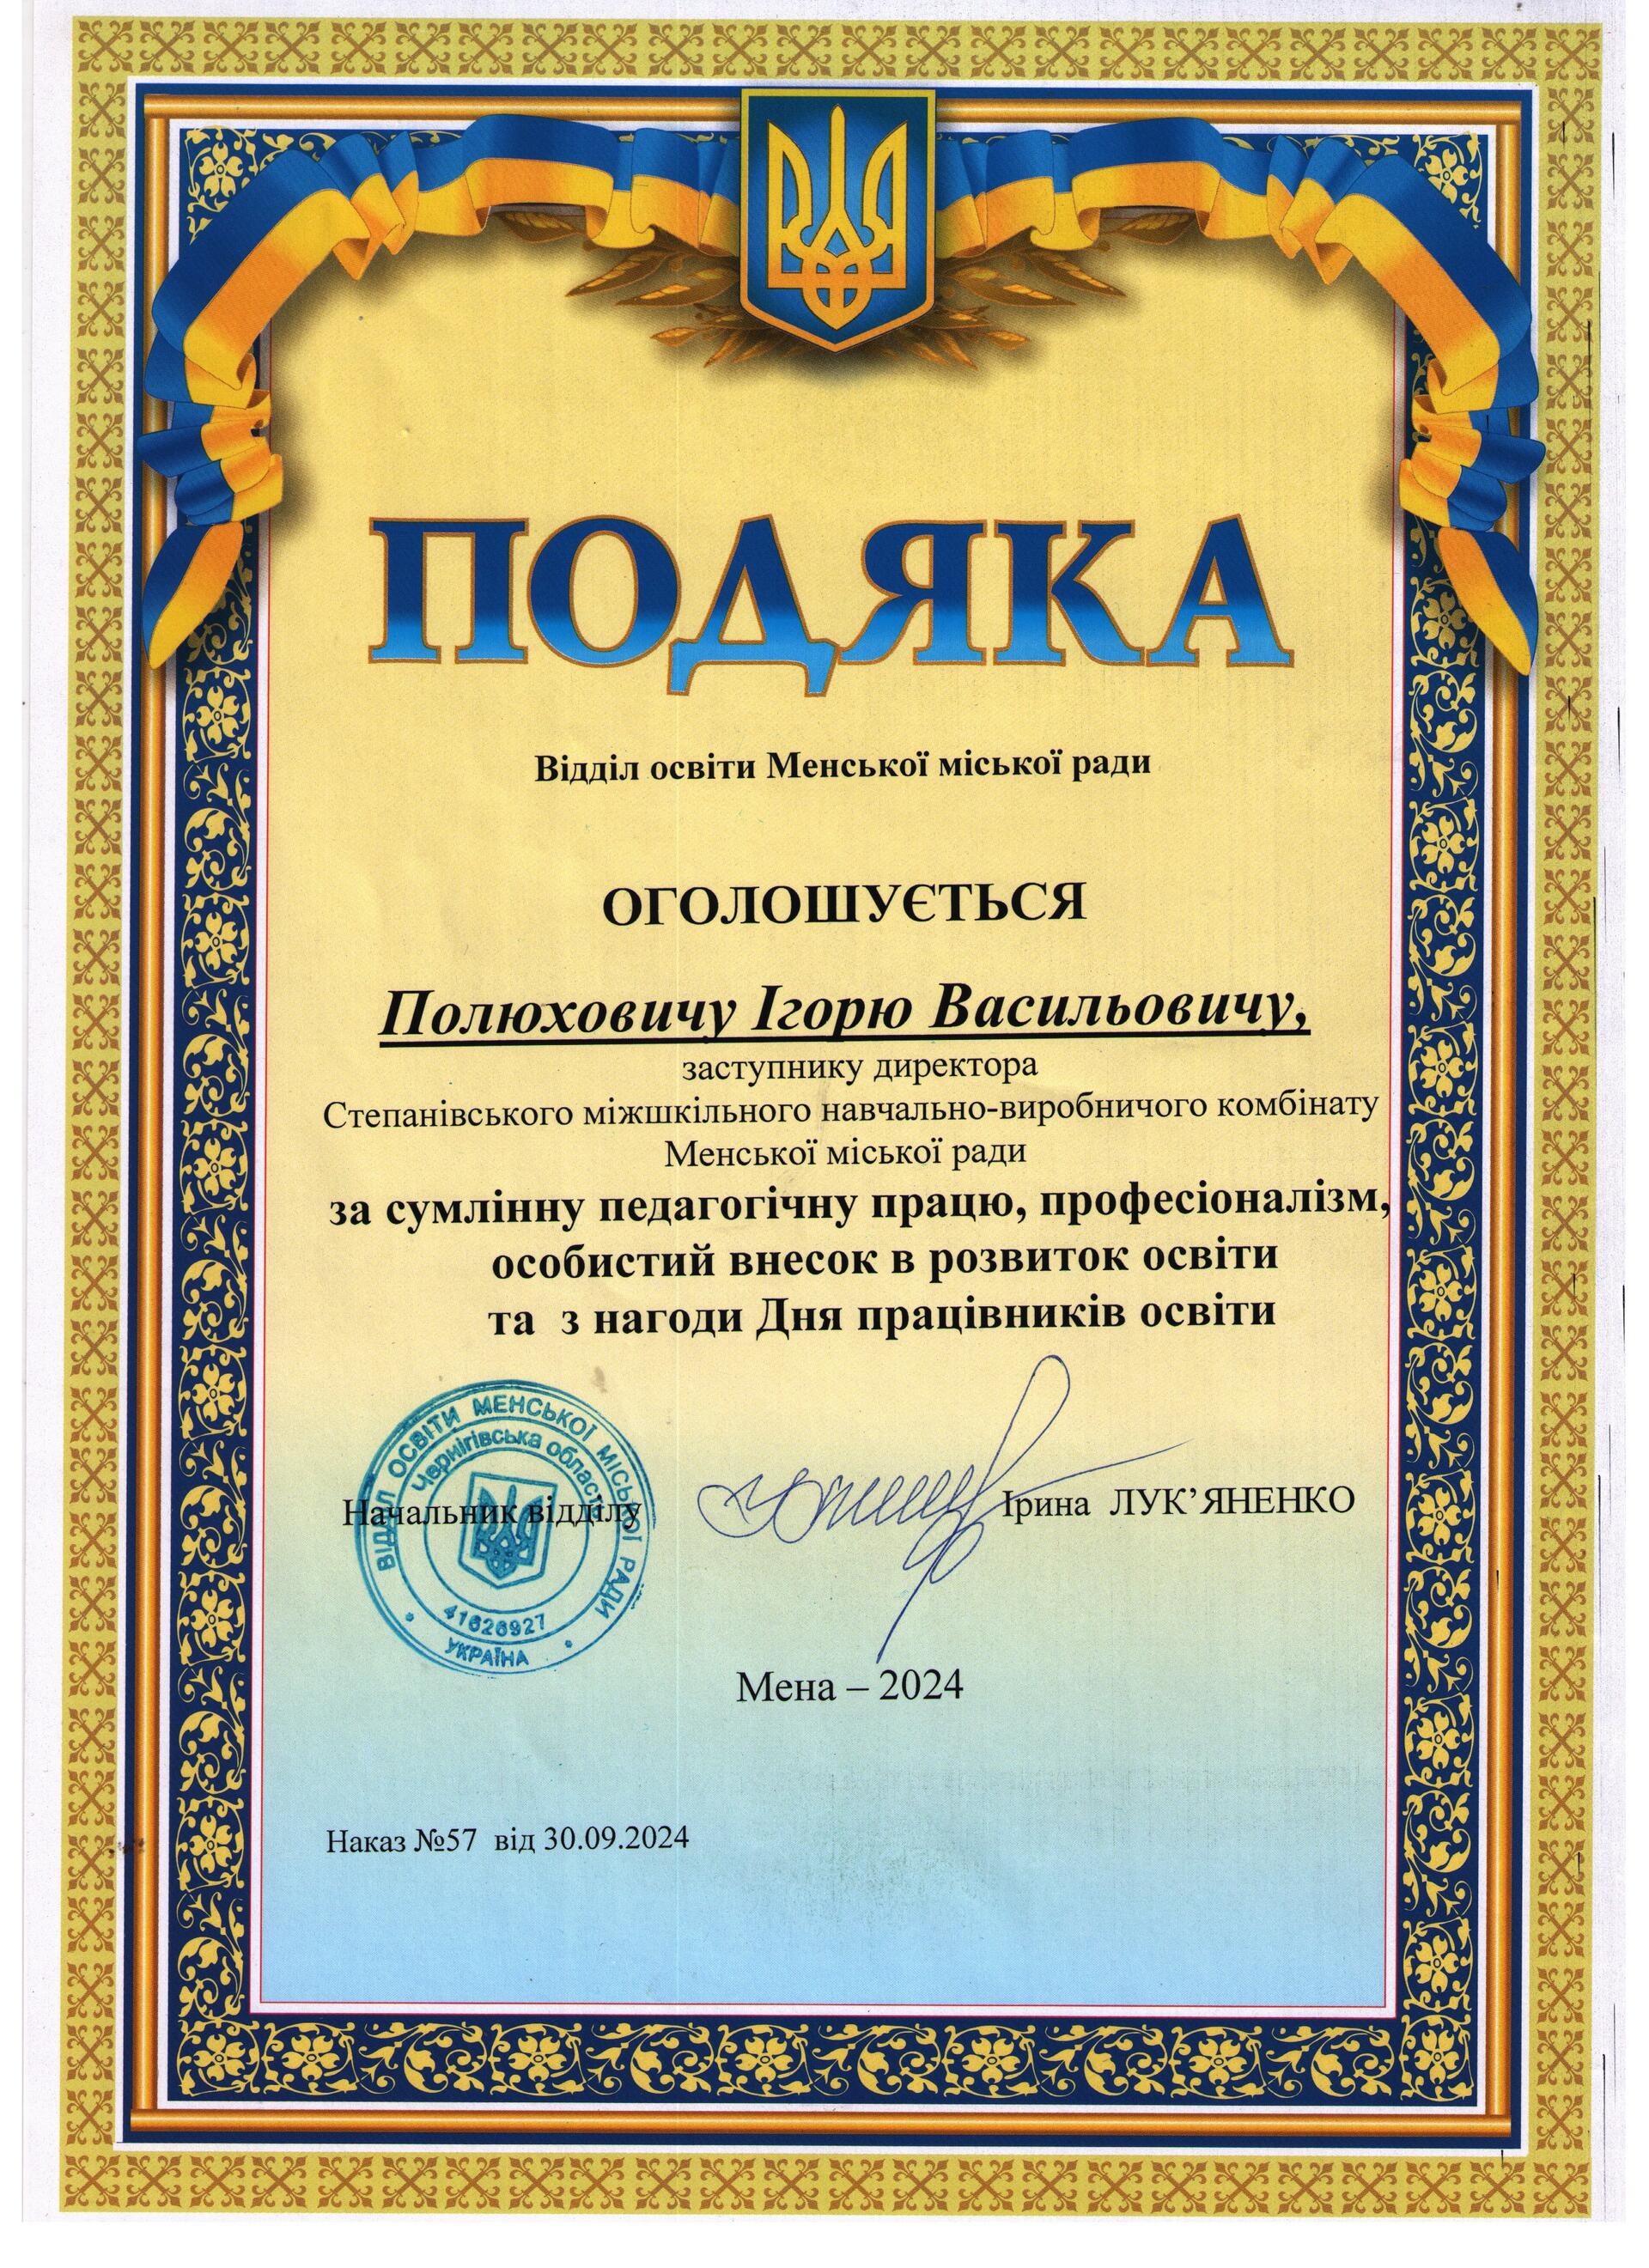 ПОДЯКА
Відділ освіти Менської міської ради
ОГОЛОШУЄТЬСЯ
Полюховичу Ігорю Васильовичу,
заступнику директора
Степанівського міжшкільного навчально-виробничого комбінату
Менської міської ради
за сумлінну педагогічну працю, професіоналізм,
особистий внесок в розвиток освіти
та з нагоди Дня працівників освіти
ВІДДІЛ ОСВІТИ МЕНСЬКОЇ МІСЬКОЇ РАДИ
Чернігівська область
Начальник відділу Ірина ЛУК’ЯНЕНКО
41626927
УКРАЇНА
Мена – 2024
Наказ №57 від 30.09.2024